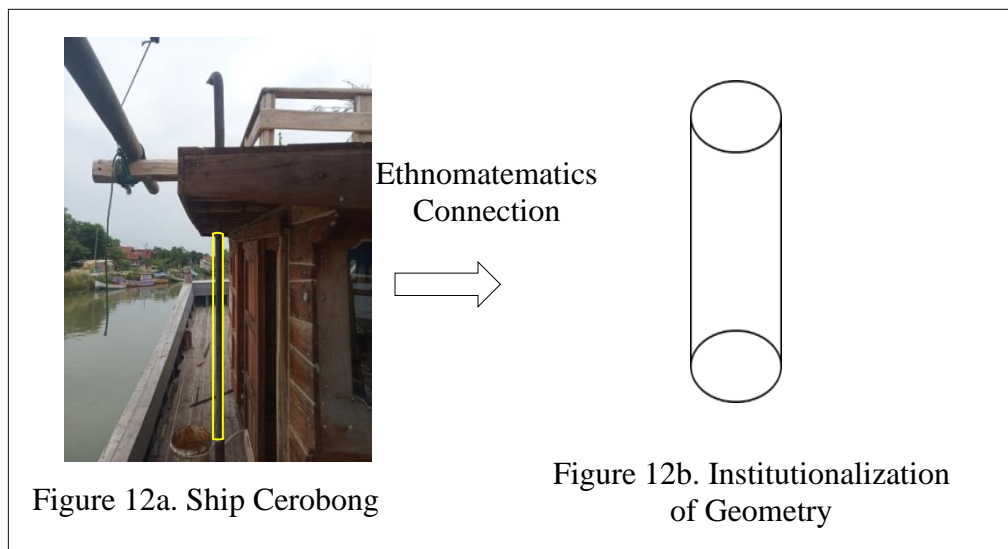 Ethnomatematics
Connection
Figure 12a. Ship Cerobong
Figure 12b. Institutionalization
of Geometry